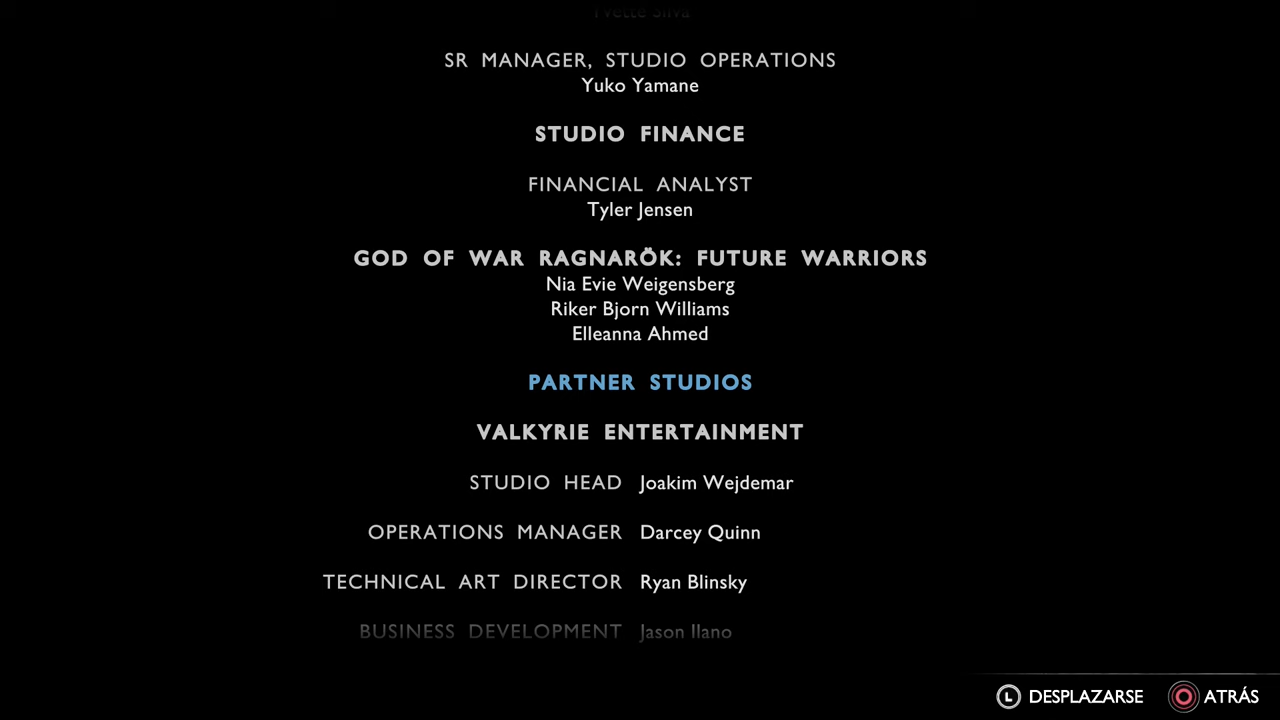 Yvette Silva
SR MANAGER, STUDIO OPERATIONS
Yuko Yamane
STUDIO FINANCE
FINANCIAL ANALYST
Tyler Jensen
GOD OF WAR RAGNARÖK: FUTURE WARRIORS
Nia Evie Weigensberg
Riker Bjorn Williams
Elleanna Ahmed
PARTNER STUDIOS
VALKYRIE ENTERTAINMENT
STUDIO HEAD Joakim Wejdemar
OPERATIONS MANAGER Darcey Quinn
TECHNICAL ART DIRECTOR Ryan Blinsky
BUSINESS DEVELOPMENT Jason Ilano
L DESPLAZARSE ATRÁS